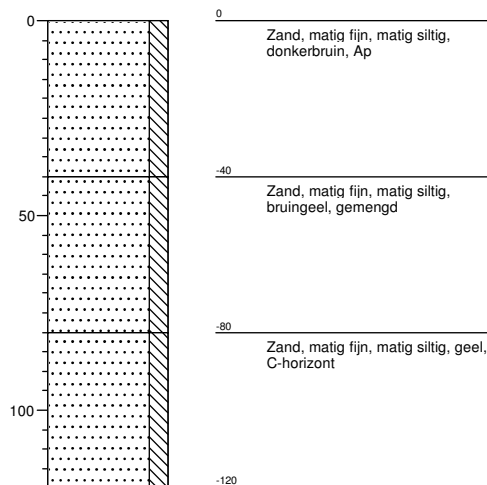 0
0
Zand, matig fijn, matig siltig,
donkerbruin, Ap
-40
Zand, matig fijn, matig siltig,
bruingeel, gemengd
50
-80
Zand, matig fijn, matig siltig, geel,
C-horizont
100
-120